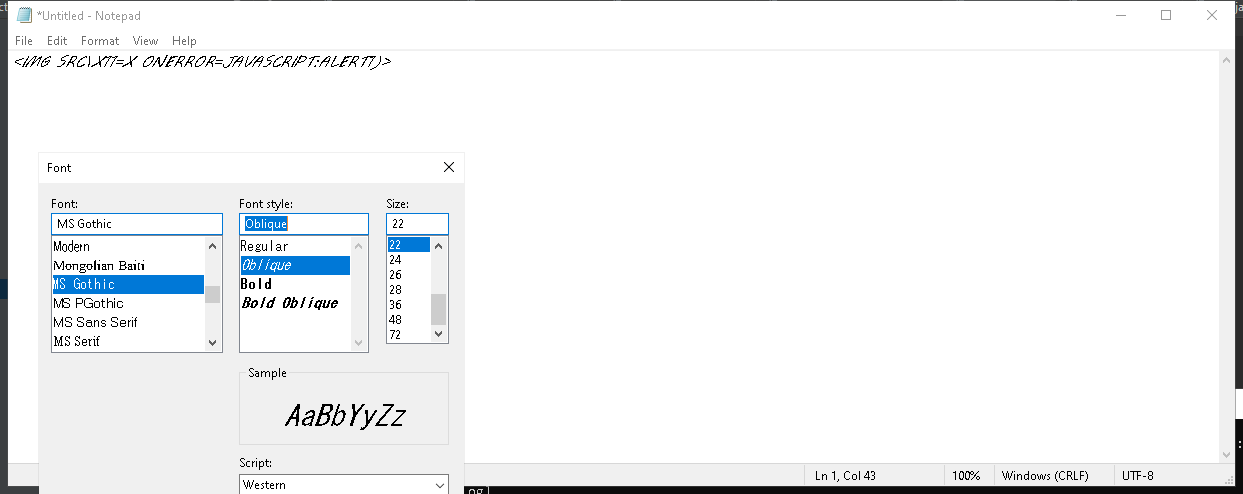 *Untitled - Notepad
File Edit Format View Help
<IMG SRC\XTT=X ONERROR=JAVASCRIPT:ALERTT)>
Font
Font: Font style: Size:
MS Gothic Oblique 22
Modern Regular 22
Mongolian Baiti Oblique 24
MS Gothic Bold 26
MS PGothic Bold Oblique 28
MS Sans Serif 36
MS Serif 48
72
Sample
AaBbYyZz
Script:
Western
Ln 1, Col 43 100% Windows (CRLF) UTF-8